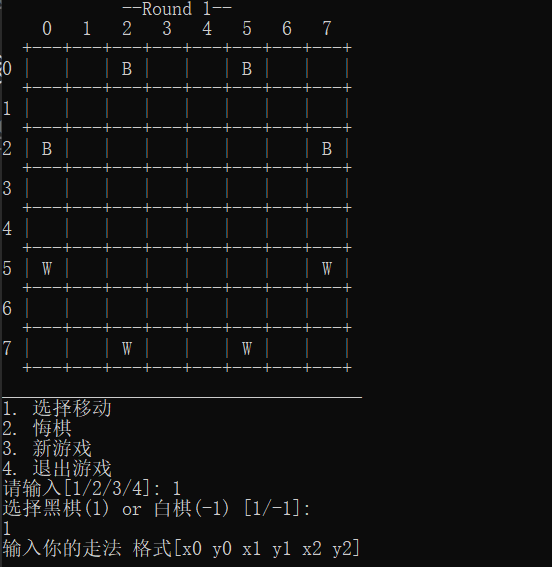 --Round 1--
0 1 2 3 4 5 6 7
+---+---+---+---+---+---+---+---+
0 | | | B | | | B | | |
+---+---+---+---+---+---+---+---+
1 | | | | | | | | |
+---+---+---+---+---+---+---+---+
2 | B | | | | | | | B |
+---+---+---+---+---+---+---+---+
3 | | | | | | | | |
+---+---+---+---+---+---+---+---+
4 | | | | | | | | |
+---+---+---+---+---+---+---+---+
5 | W | | | | | | | W |
+---+---+---+---+---+---+---+---+
6 | | | | | | | | |
+---+---+---+---+---+---+---+---+
7 | | | W | | | W | | |
+---+---+---+---+---+---+---+---+
____________________________________
1. 选择移动
2. 悔棋
3. 新游戏
4. 退出游戏
请输入[1/2/3/4]: 1
选择黑棋(1) or 白棋(-1) [1/-1]:
1
输入你的走法 格式[x0 y0 x1 y1 x2 y2]